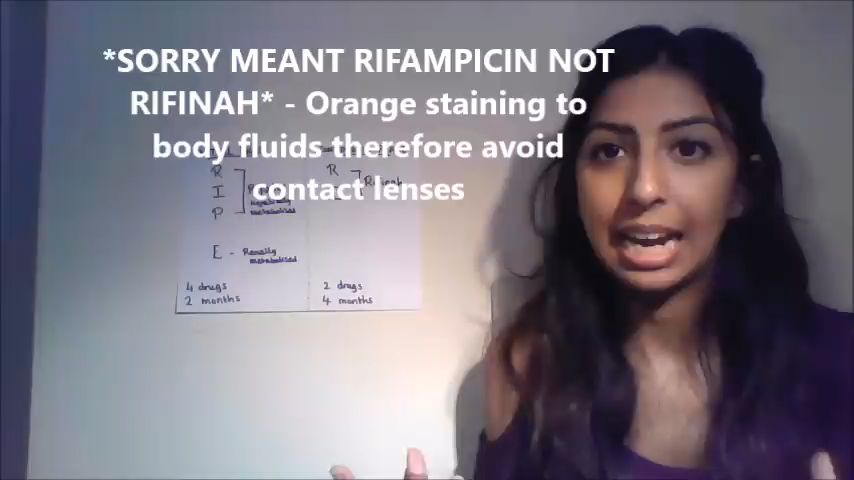 *SORRY MEANT RIFAMPICIN NOT
RIFINAH* - Orange staining to
body fluids therefore avoid
contact lenses
R
I
P
metabolised
R
E - Renally
metabolised
4 drugs
2 months
2 drugs
4 months